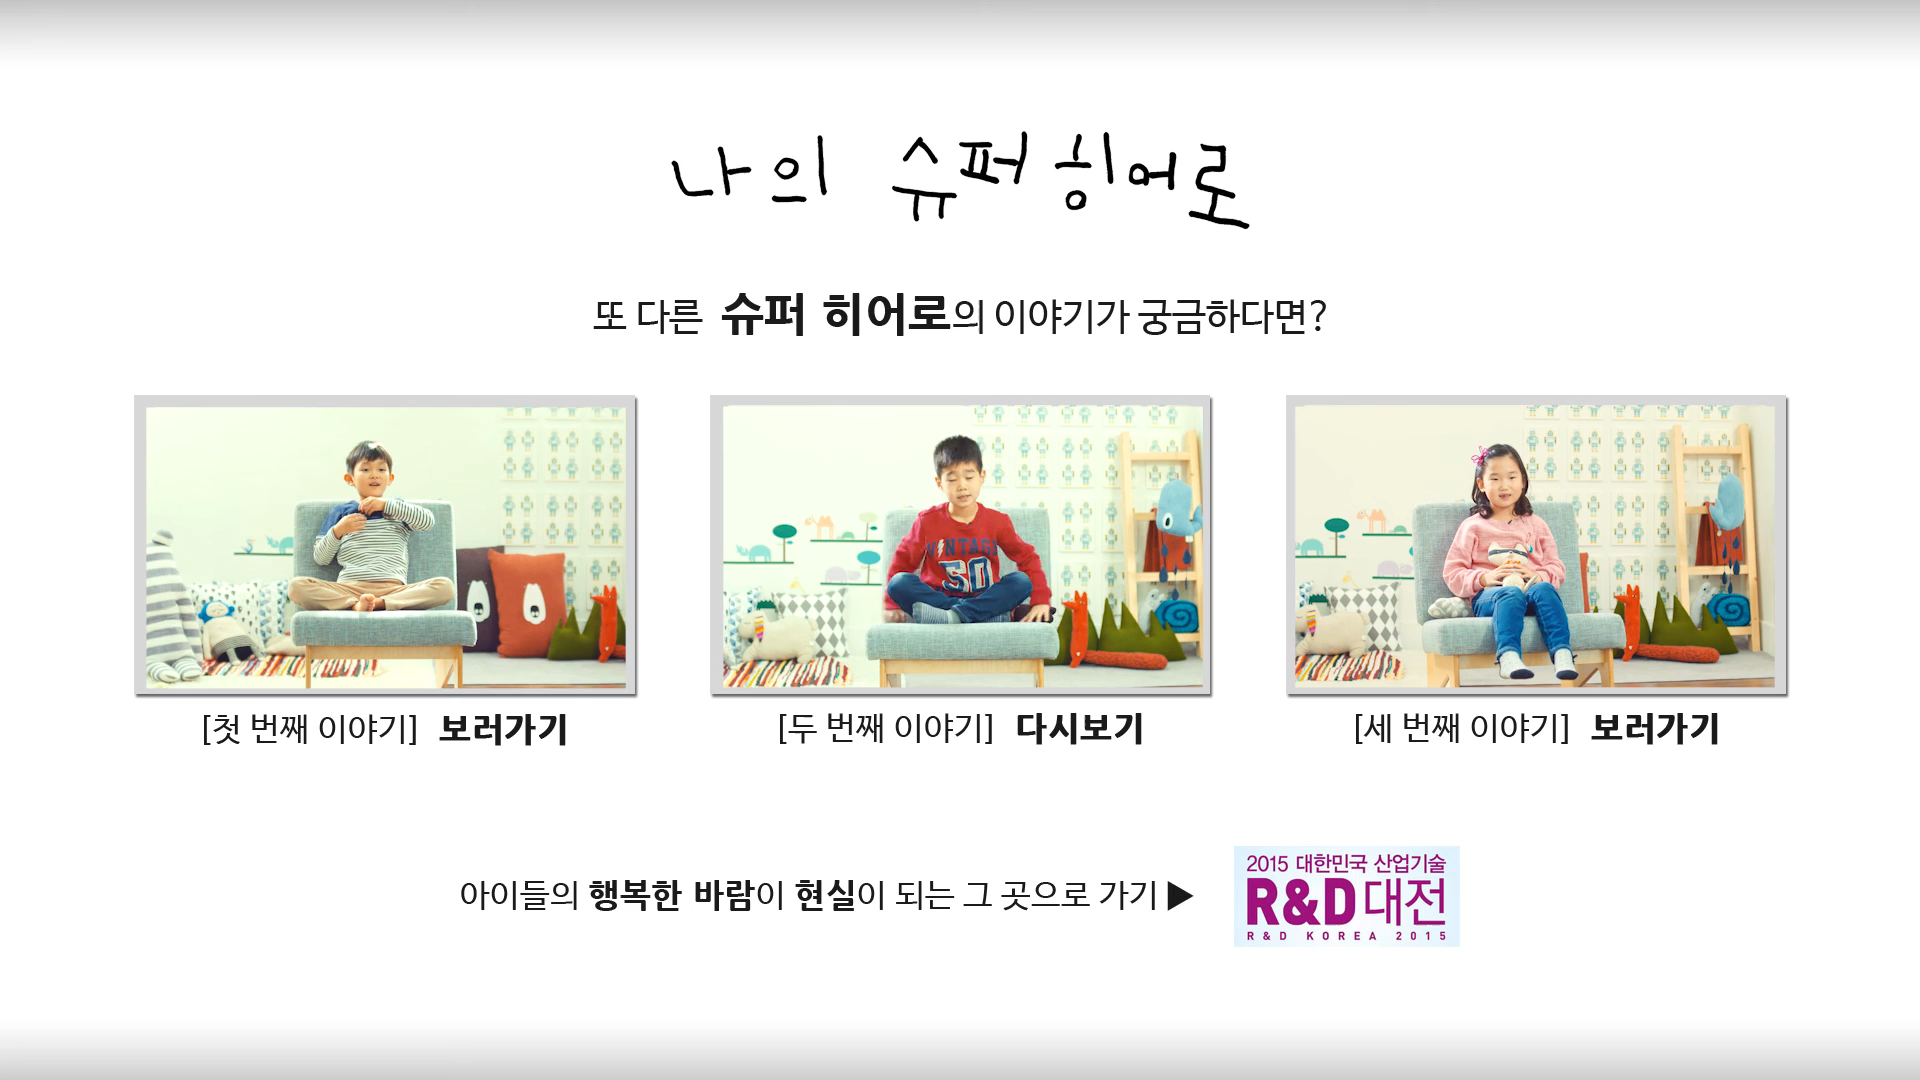 나의 슈퍼히어로
또 다른 슈퍼 히어로의 이야기가 궁금하다면?
VINTAGE
50
[첫 번째 이야기] 보러가기
[두 번째 이야기] 다시보기
[세 번째 이야기] 보러가기
아이들의 행복한 바람이 현실이 되는 그 곳으로 가기 ▶
2015 대한민국 산업기술
R&D대전
R&D KOREA 2015